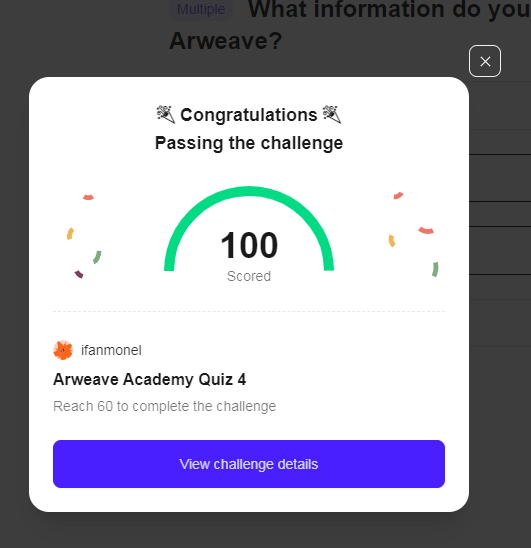 Multiple What information do you
Arweave?
Congratulations
Passing the challenge
100
Scored
ifanmonel
Arweave Academy Quiz 4
Reach 60 to complete the challenge
View challenge details